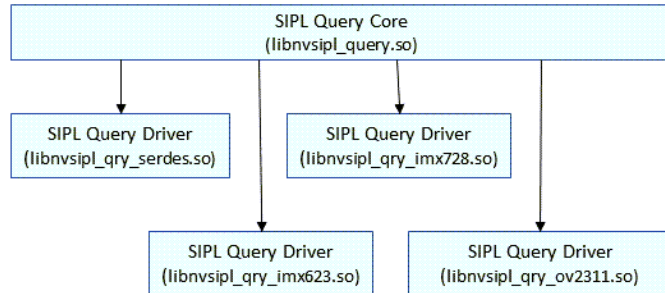 SIPL Query Core
(libnvsipl_query.so)
SIPL Query Driver
(libnvsipl_qry_serdes.so)
SIPL Query Driver
(libnvsipl_qry_imx728.so)
SIPL Query Driver
(libnvsipl_qry_imx623.so)
SIPL Query Driver
(libnvsipl_qry_ov2311.so)